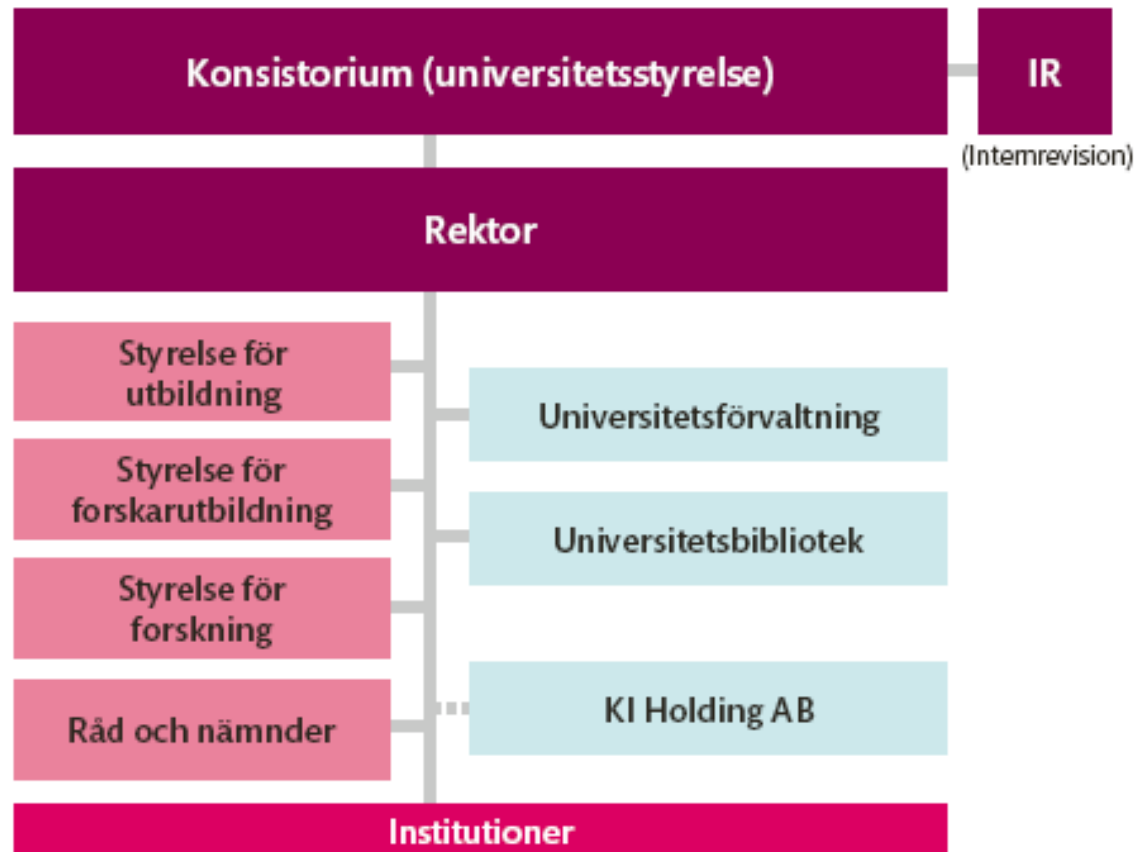 Konsistorium (universitetsstyrelse)
IR
(Internrevision)
Rektor
Styrelse för
utbildning
Universitetsförvaltning
Styrelse för
forskarutbildning
Universitetsbibliotek
Styrelse för
forskning
KI Holding AB
Råd och nämnder
Institutioner